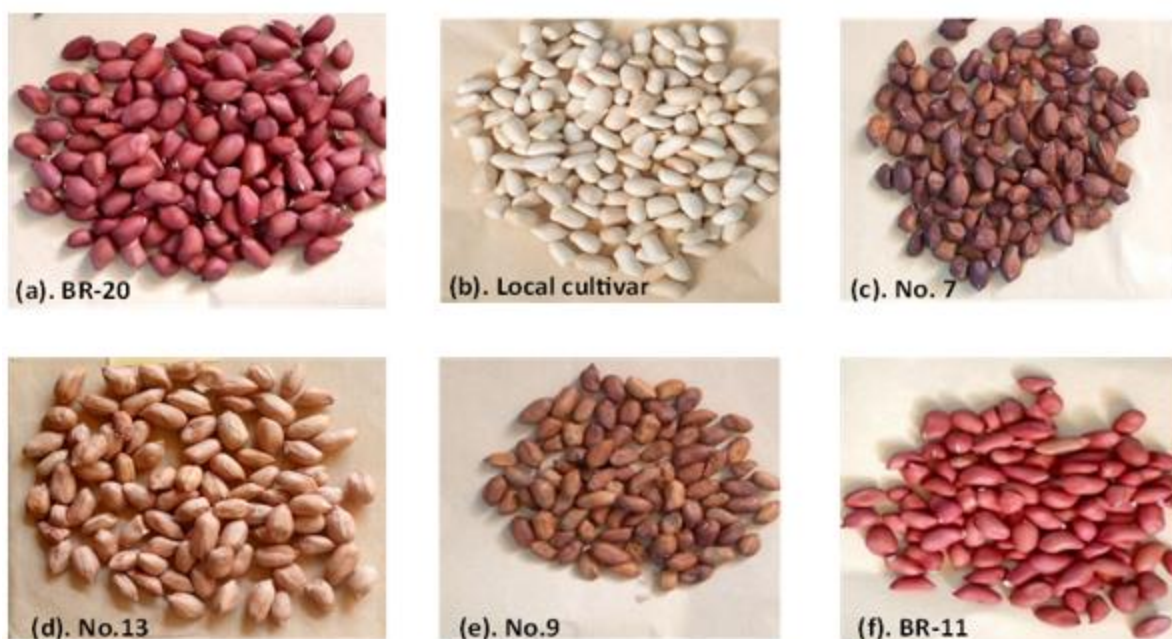 (a). BR-20
(b). Local cultivar
(c). No. 7
(d). No.13
(e). No.9
(f). BR-11